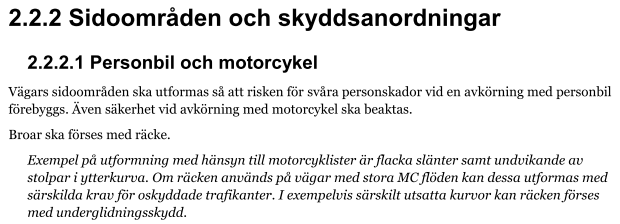 2.2.2 Sidoområden och skyddsanordningar
2.2.2.1 Personbil och motorcykel
Vägars sidoområden ska utformas så att risken för svåra personskador vid en avkörning med personbil
förebyggs. Även säkerhet vid avkörning med motorcykel ska beaktas.
Broar ska förses med räcke.
Exempel på utformning med hänsyn till motorcyklister är flacka slänter samt undvikande av
stolpar i ytterkurva. Om räcken används på vägar med stora MC flöden kan dessa utformas med
särskilda krav för oskyddade trafikanter. I exempelvis särskilt utsatta kurvor kan räcken förses
med underglidningsskydd.